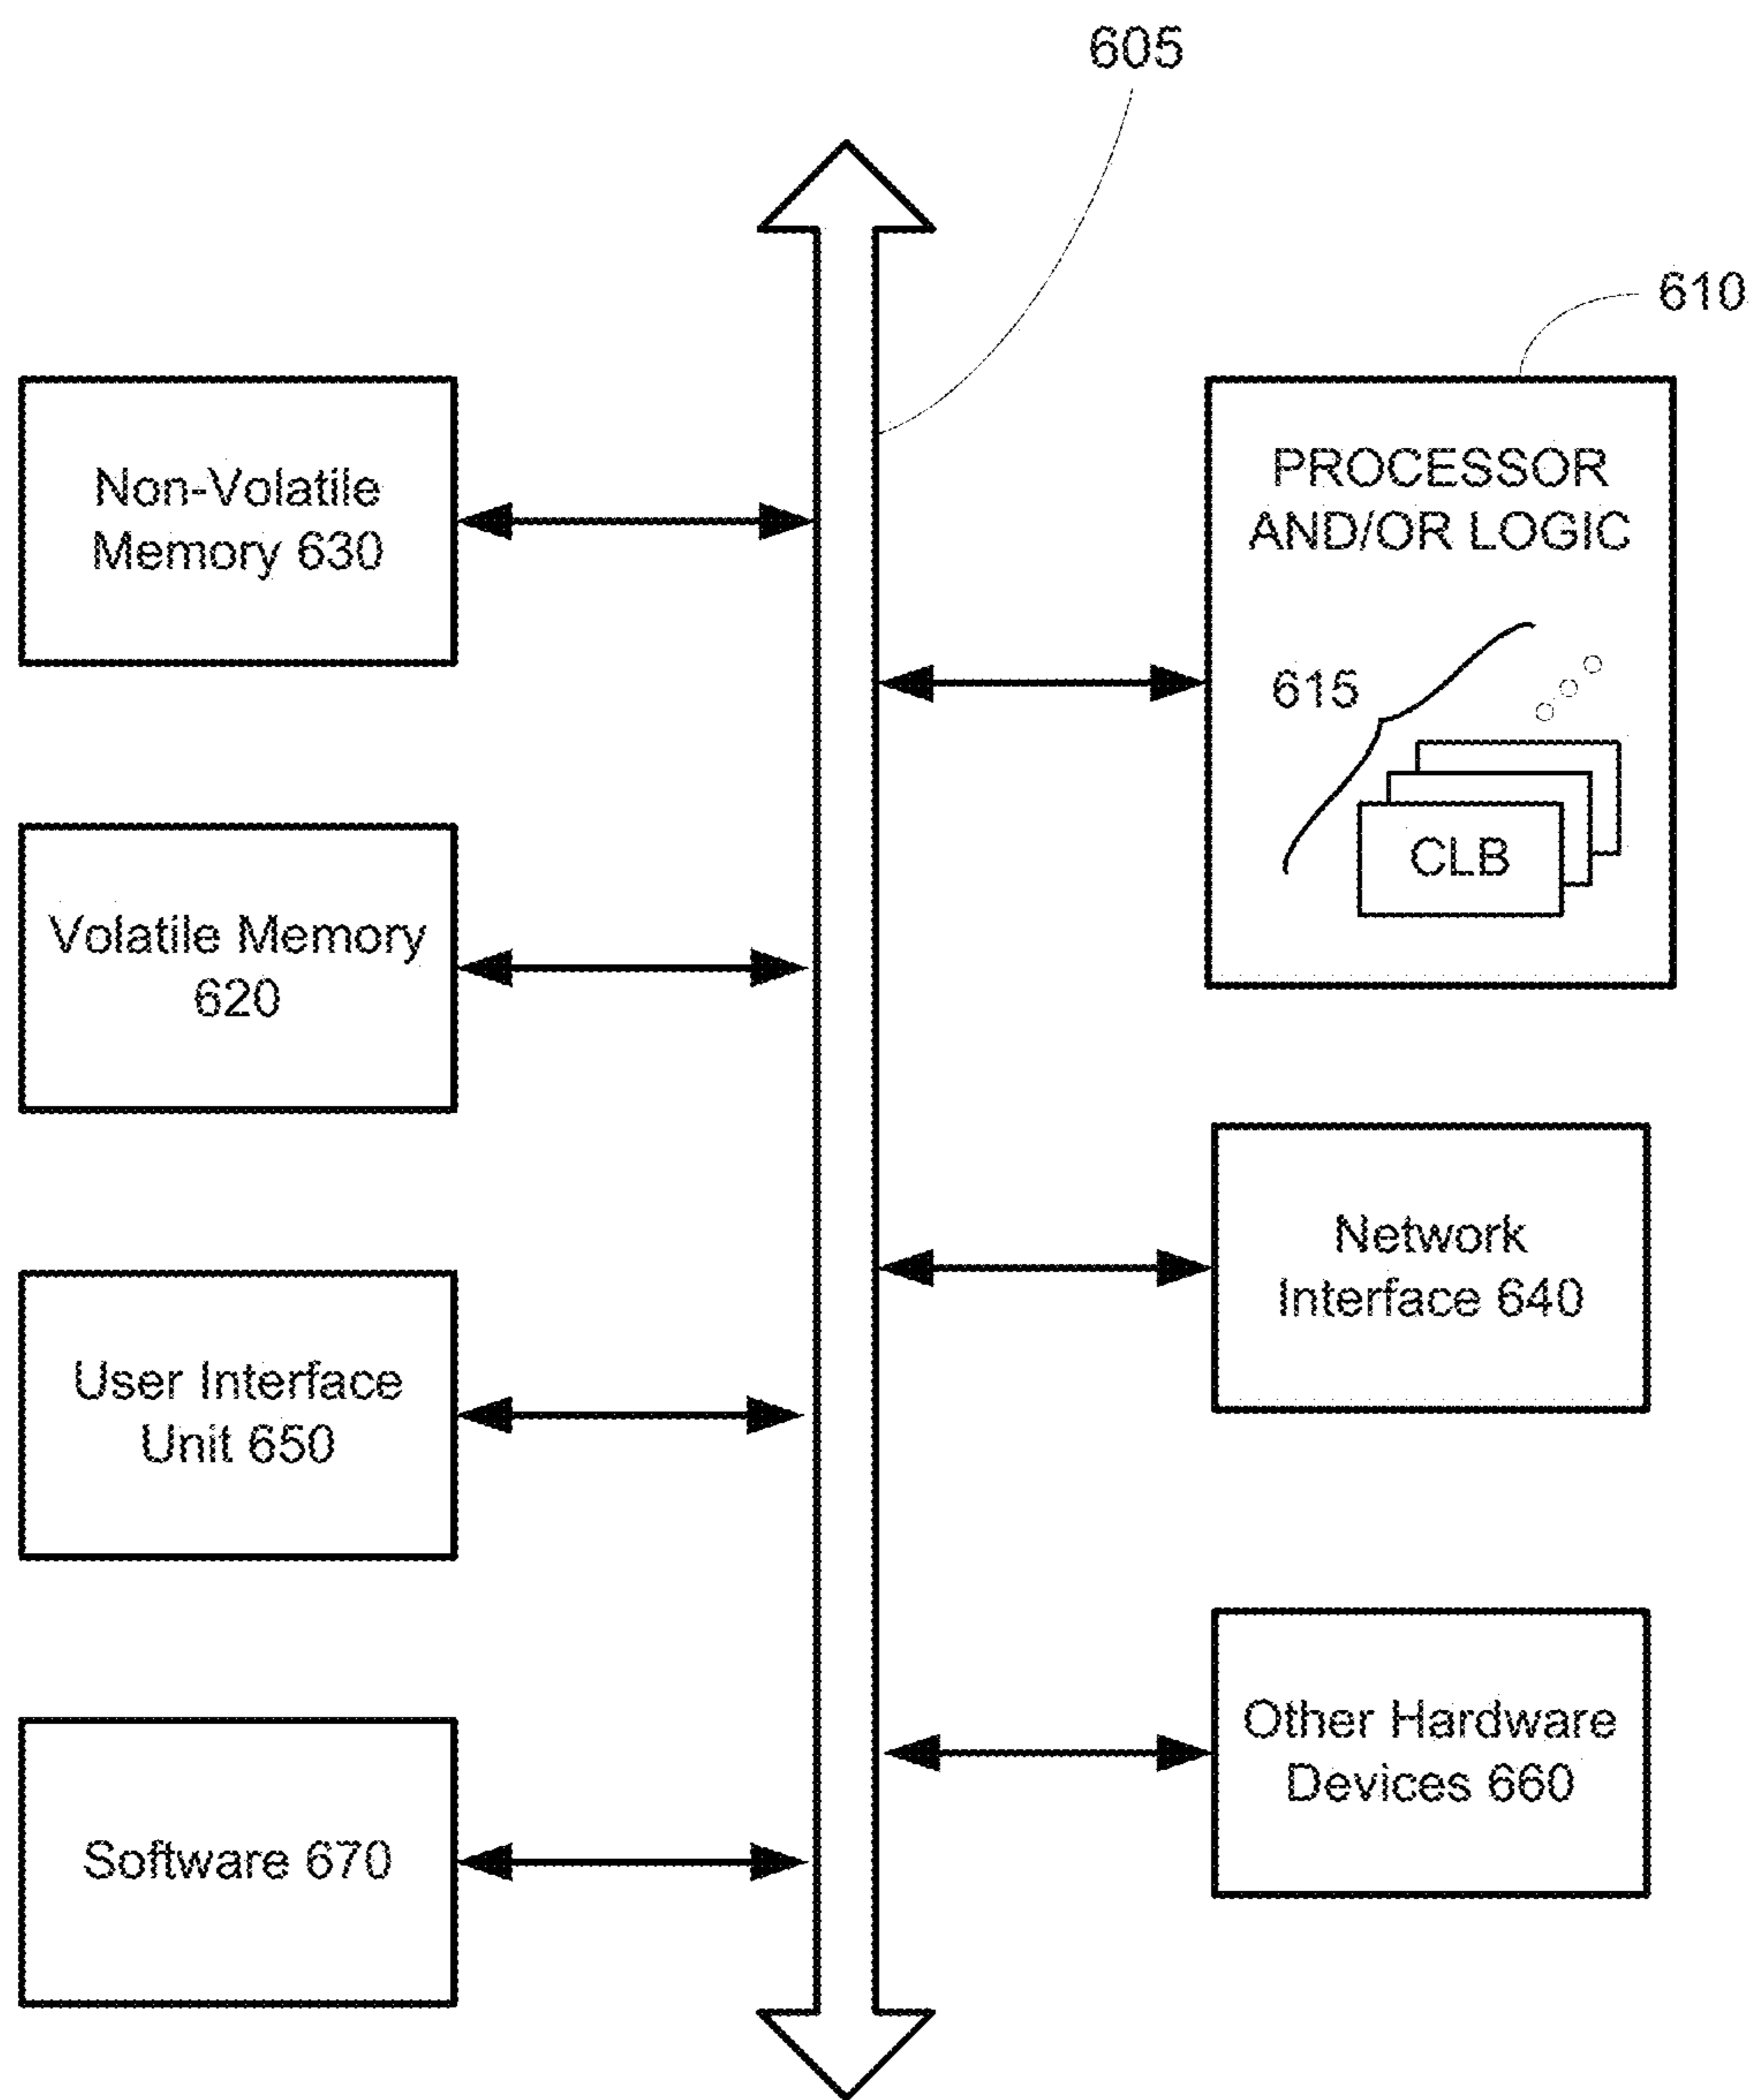 605
610
Non-Volatile
Memory 630
PROCESSOR
AND/OR LOGIC
615
CLB
Volatile Memory
620
Network
Interface 640
User Interface
Unit 650
Other Hardware
Devices 660
Software 670